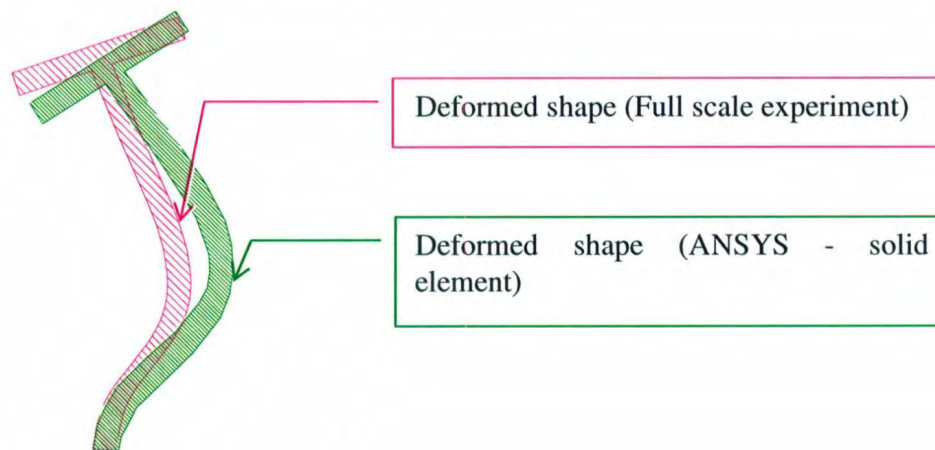 Deformed shape (Full scale experiment)
Deformed shape (ANSYS - solid
element)